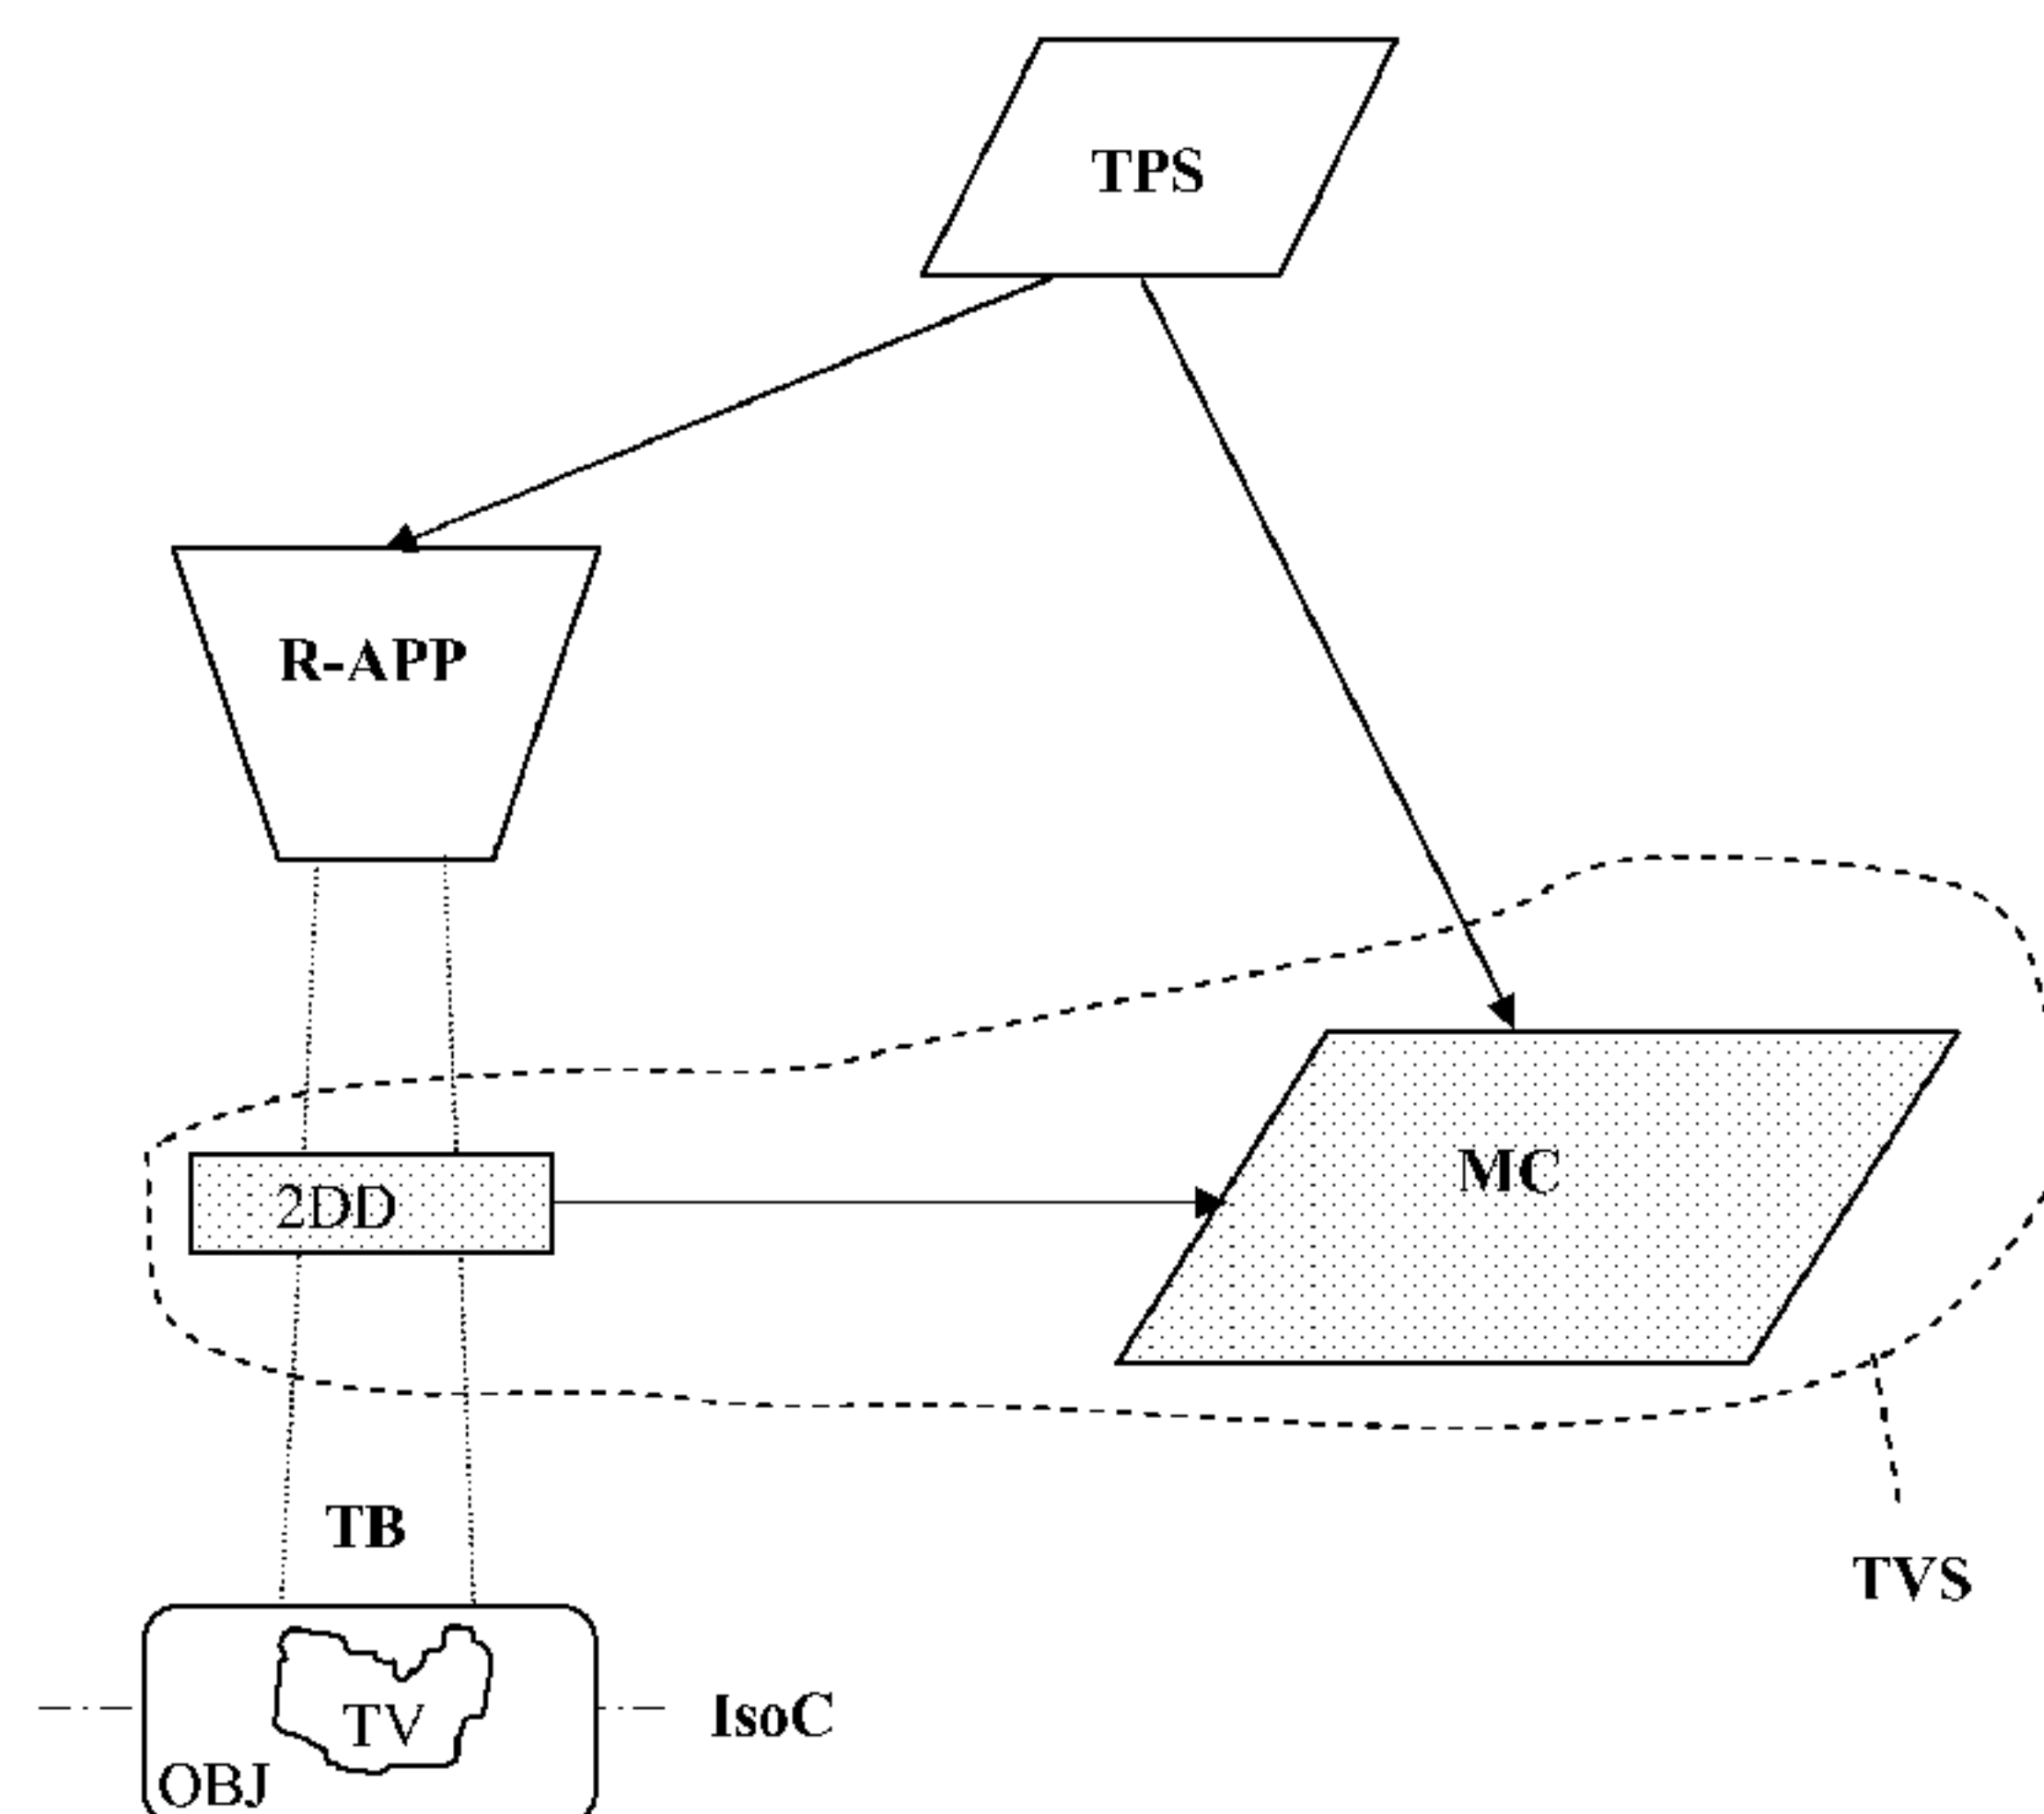 TPS
R-APP
MC
2DD
TB
TVS
TV
IsoC
OBJ